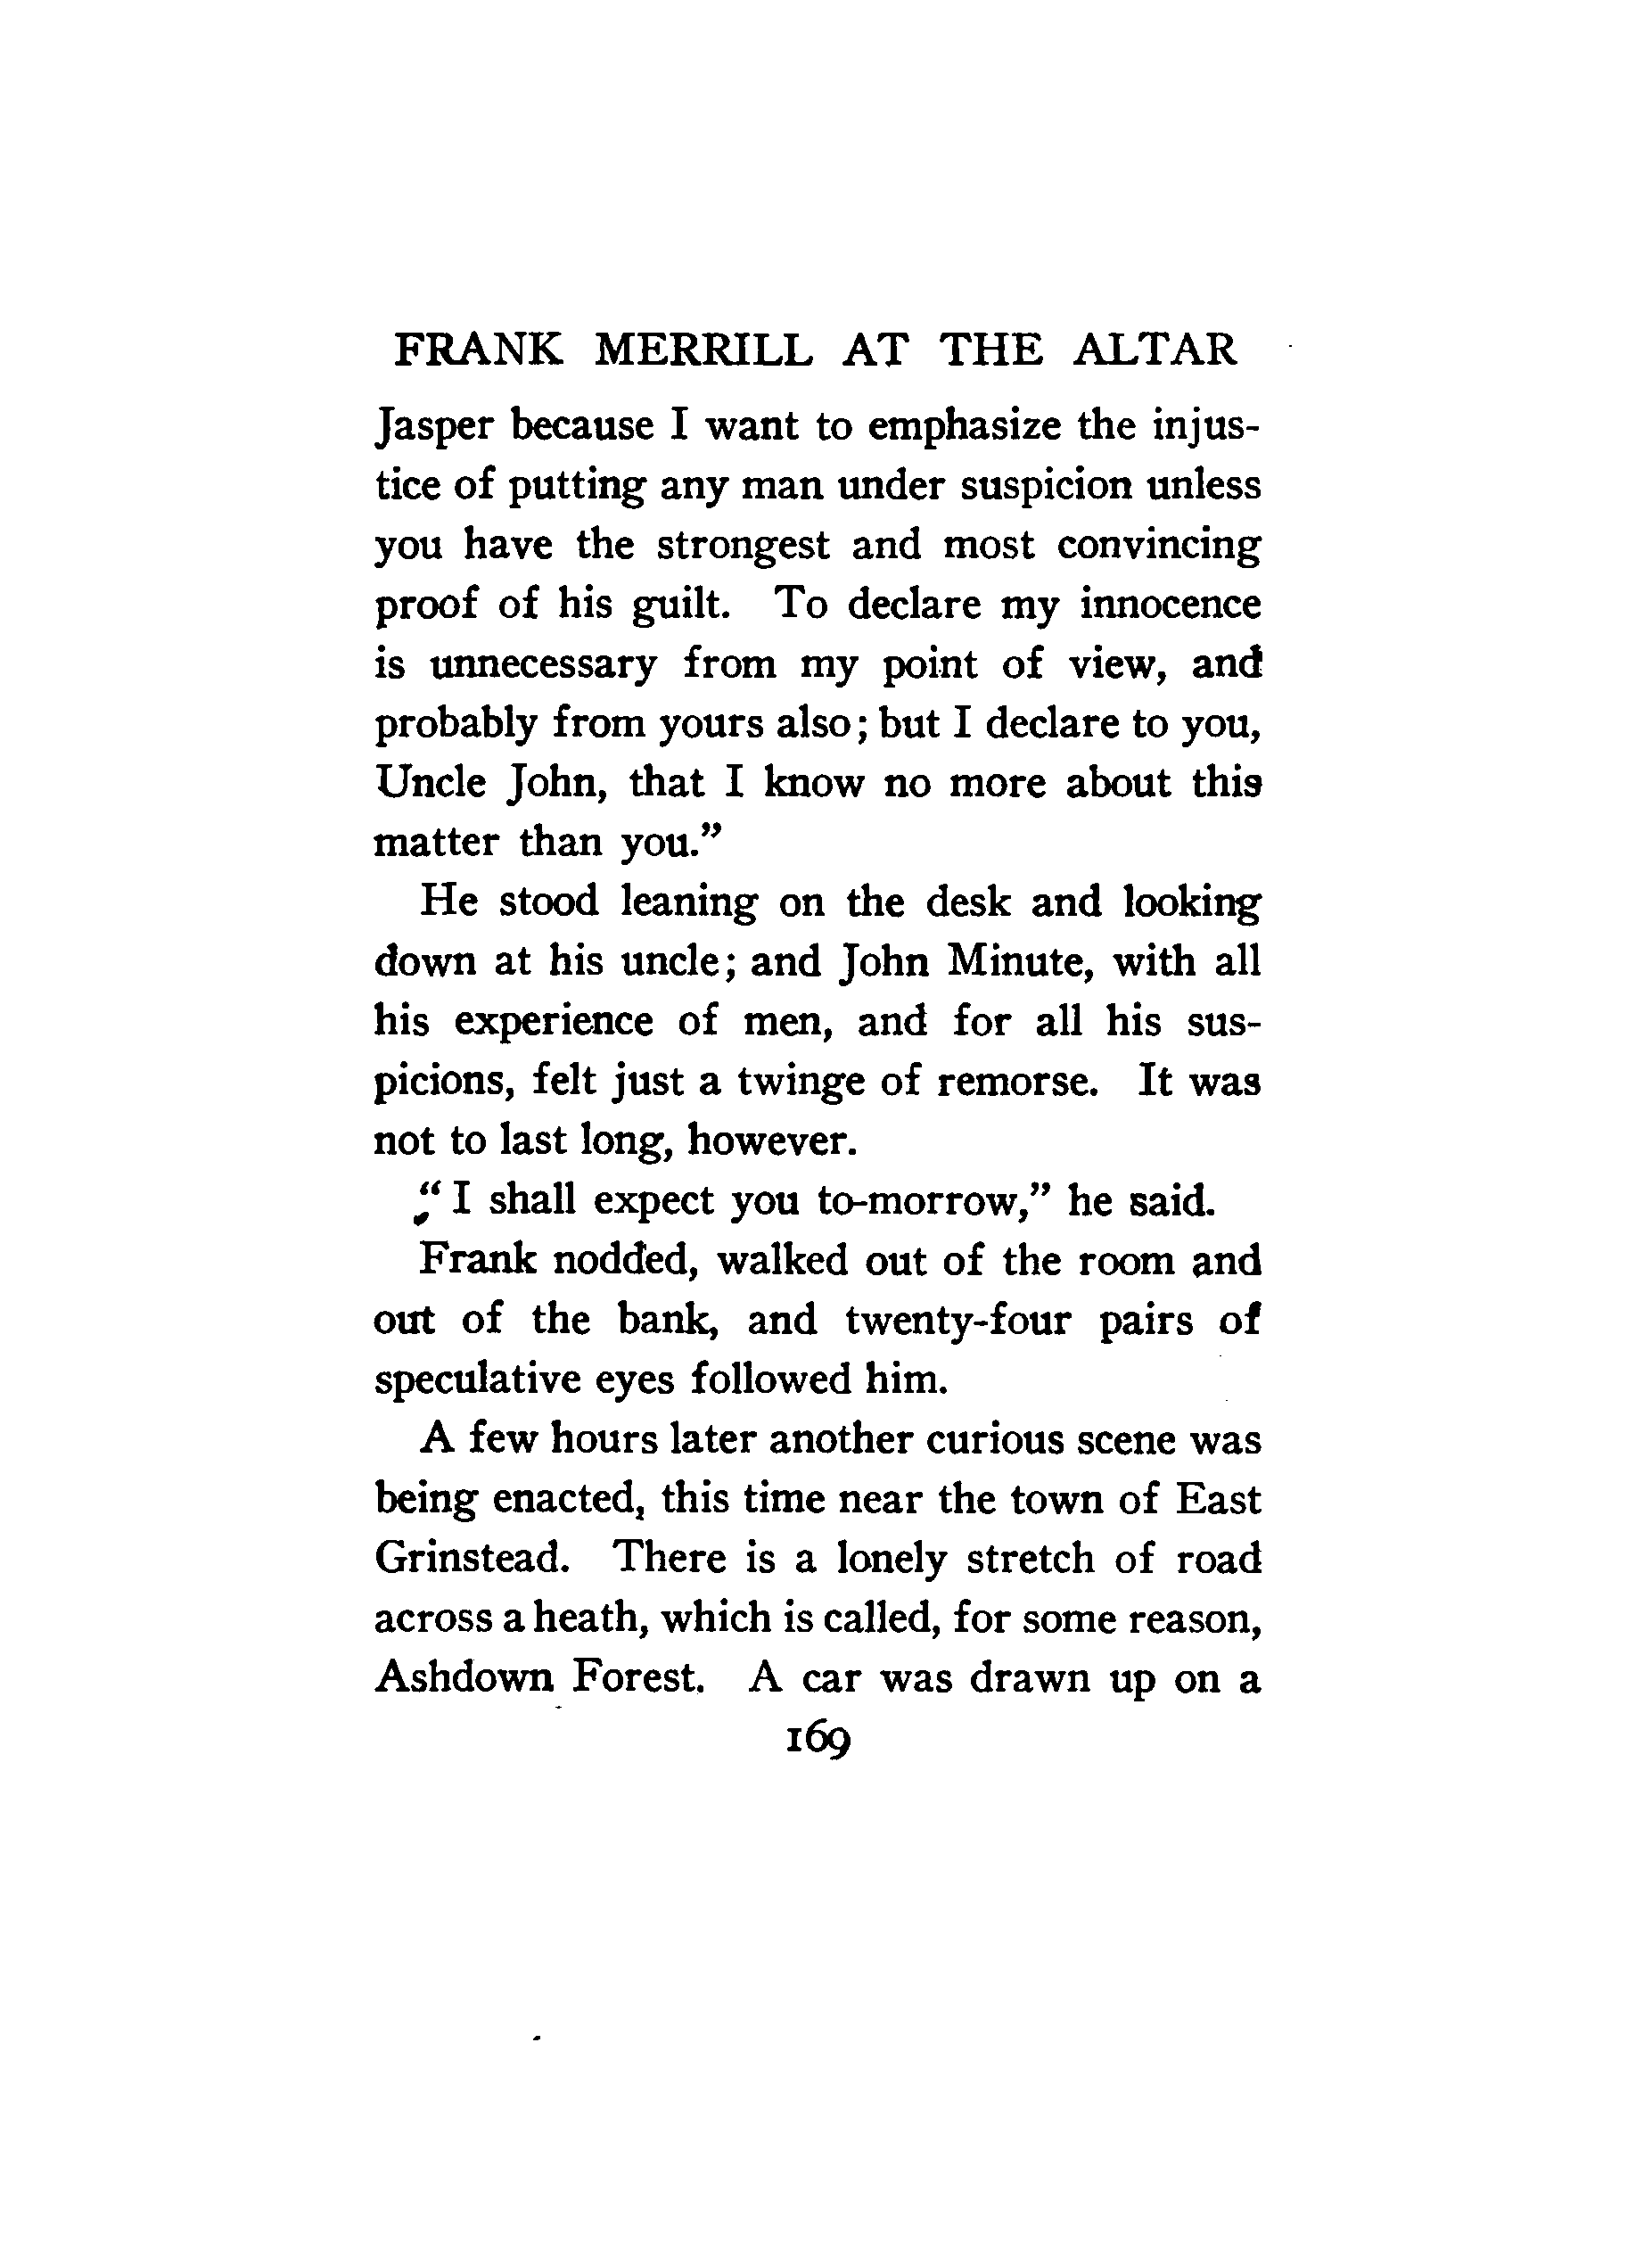 FRANK MERRILL AT THE ALTAR
Jasper because I want to emphasize the injus-
tice of putting any man under suspicion unless
you have the strongest and most convincing
proof of his guilt. To declare my innocence
is unnecessary from my point of view, and
probably from yours also; but I declare to you,
Uncle John, that I know no more about this
matter than you.”
He stood leaning on the desk and looking
down at his uncle; and John Minute, with all
his experience of men, and for all his sus-
picions, felt just a twinge of remorse. It was
not to last long, however.
“I shall expect you to-morrow,” he said.
Frank nodded, walked out of the room and
out of the bank, and twenty-four pairs of
speculative eyes followed him.
A few hours later another curious scene was
being enacted, this time near the town of East
Grinstead. There is a lonely stretch of road
across a heath, which is called, for some reason,
Ashdown Forest. A car was drawn up on a
169